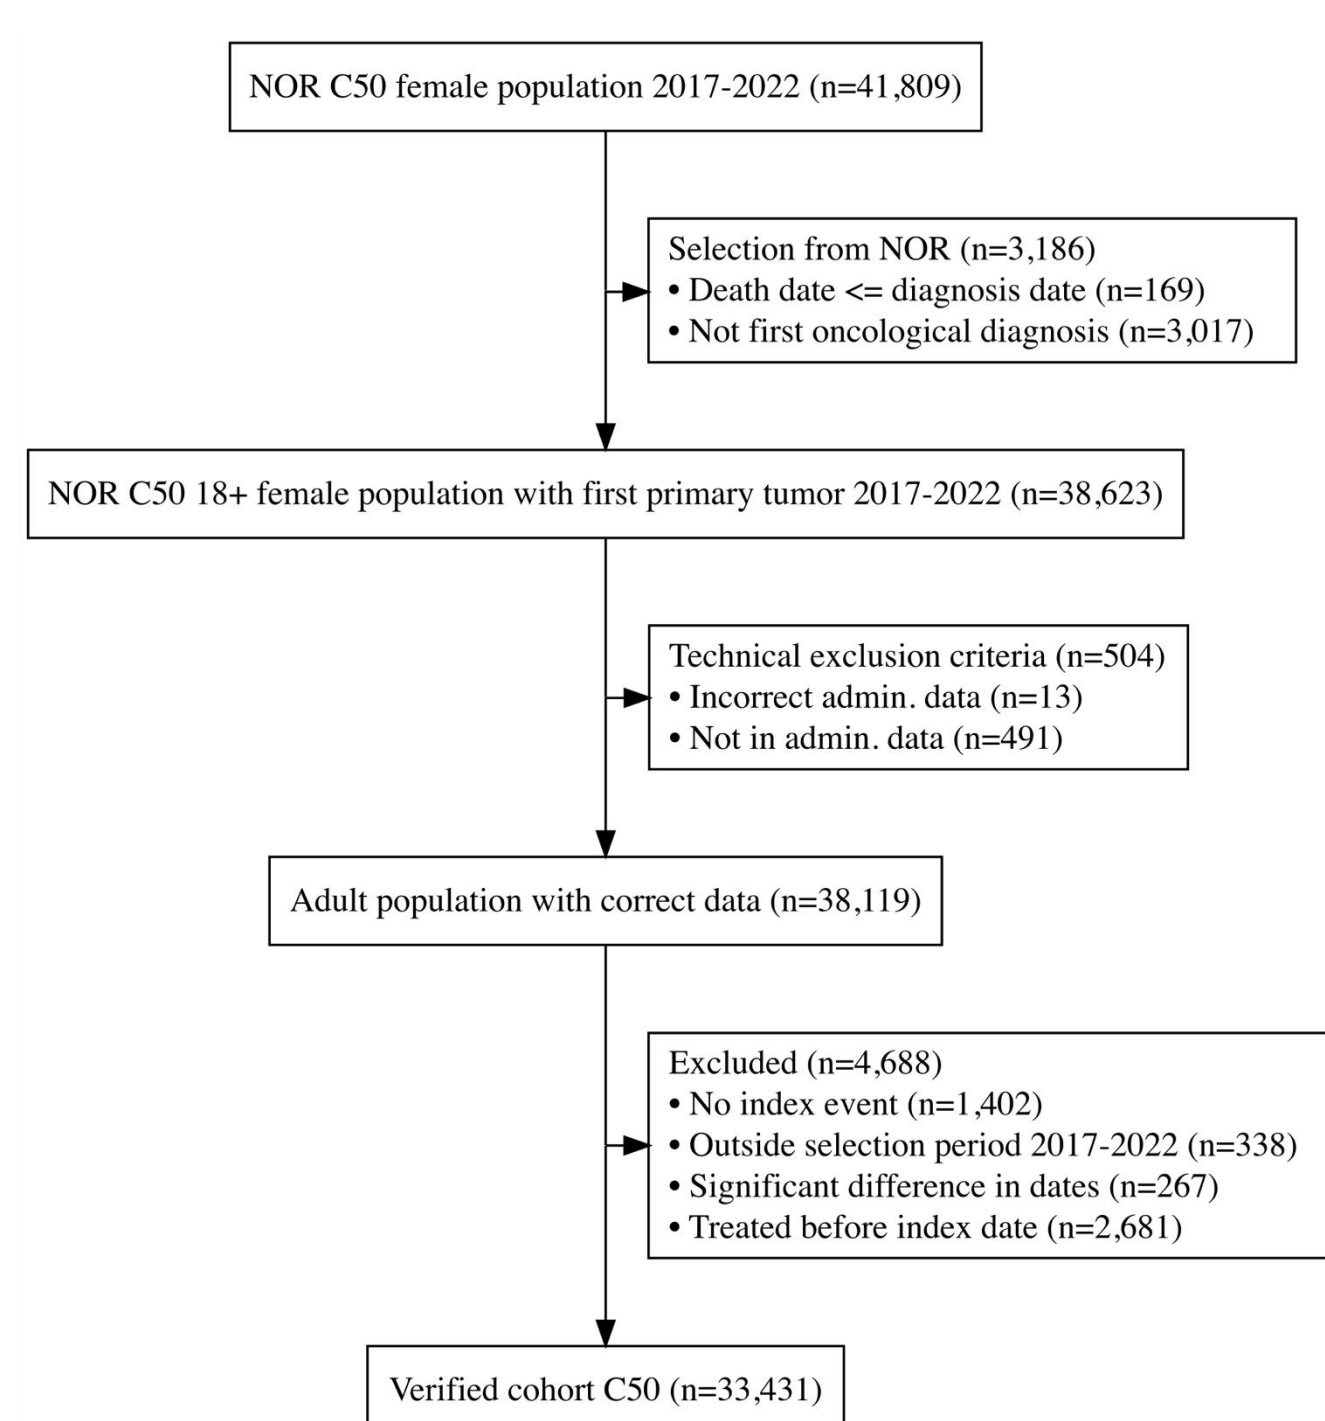 NOR C50 female population 2017-2022 (n=41,809)
Selection from NOR (n=3,186)
• Death date <= diagnosis date (n=169)
• Not first oncological diagnosis (n=3,017)
NOR C50 18+ female population with first primary tumor 2017-2022 (n=38,623)
Technical exclusion criteria (n=504)
• Incorrect admin. data (n=13)
• Not in admin. data (n=491)
Adult population with correct data (n=38,119)
Excluded (n=4,688)
• No index event (n=1,402)
• Outside selection period 2017-2022 (n=338)
• Significant difference in dates (n=267)
• Treated before index date (n=2,681)
Verified cohort C50 (n=33,431)